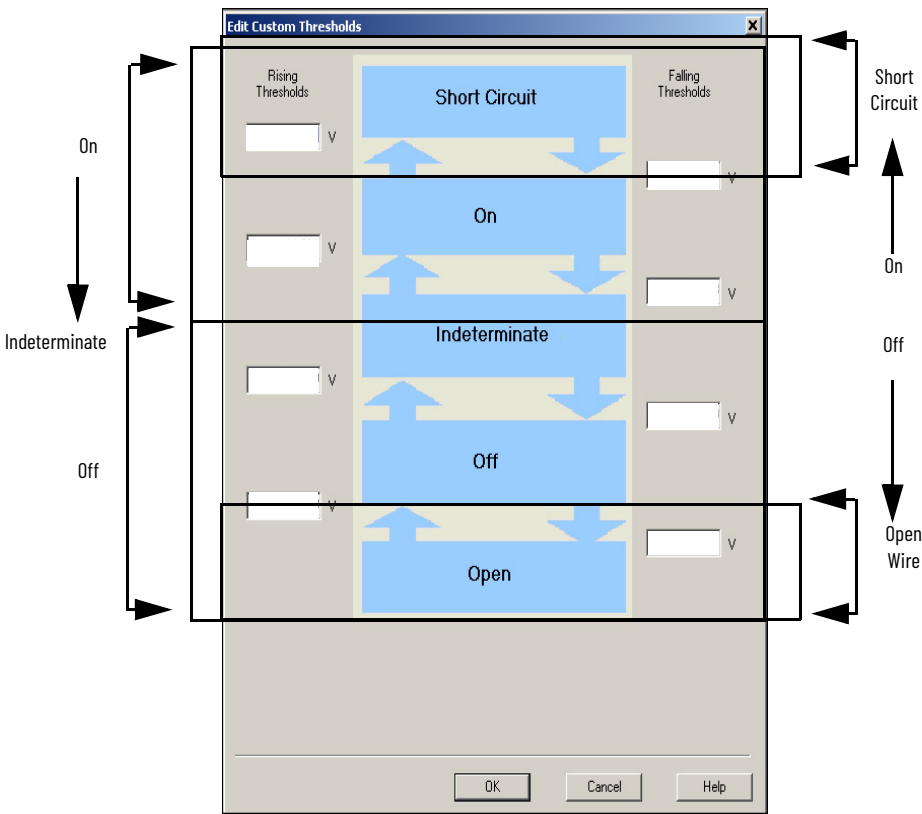 Edit Custom Thresholds
Rising
Thresholds
Short Circuit
Falling
Thresholds
Short
Circuit
V
On
V
On
V
On
V
Indeterminate
Indeterminate
Off
V
V
Off
Off
V
Open
Wire
V
Open
OK
Cancel
Help